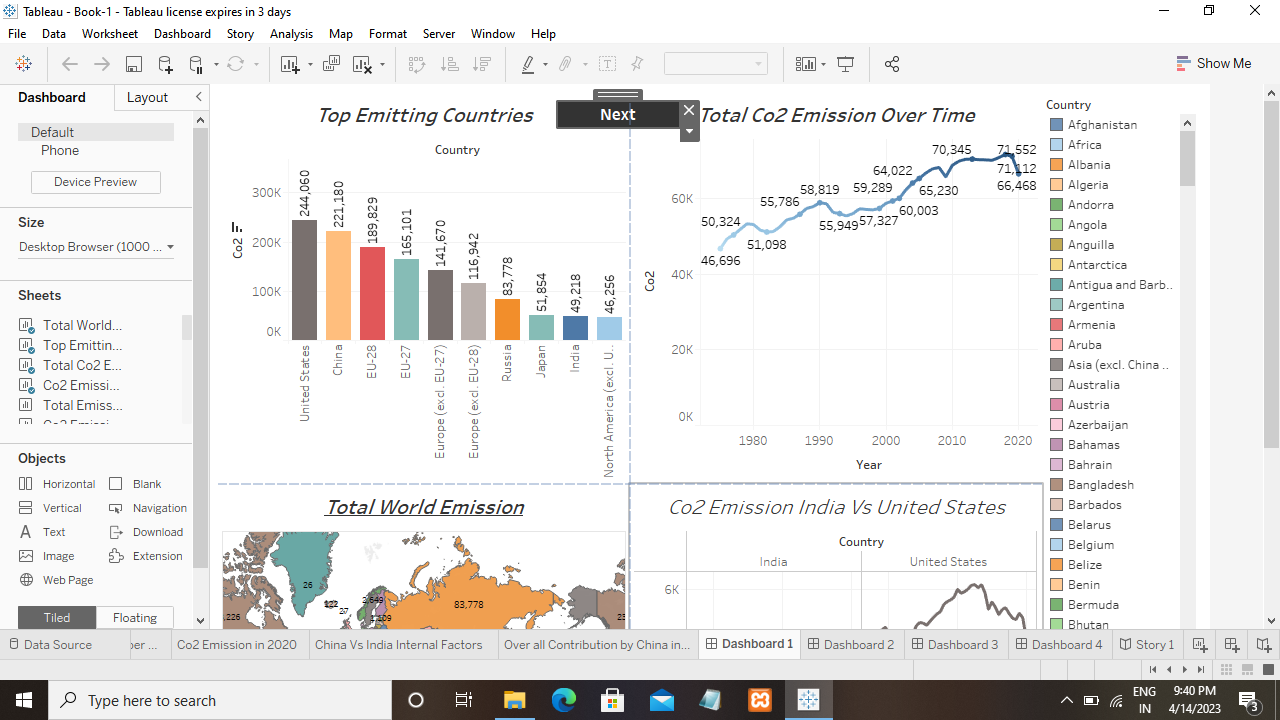 Tableau - Book-1 - Tableau license expires in 3 days
File Data Worksheet Dashboard Story Analysis Map Format Server Window Help
Show Me
Dashboard Layout
Default
Phone
Device Preview
Size
Desktop Browser (1000 ...
Sheets
Total World...
Top Emittin...
Total Co2 E...
Co2 Emissi...
Total Emiss...
Co2 Emissi...
Objects
Horizontal Blank
Vertical Navigation
Text Download
Image Extension
Web Page
Tiled Floating
Top Emitting Countries
Next
Country
Co2
300K
200K
100K
0K
244,060
221,180
189,829
165,101
141,670
116,942
83,778
51,854
49,218
46,256
United States
China
EU-28
EU-27
Europe (excl. EU-27)
Europe (excl. EU-28)
Russia
Japan
India
North America (excl. U..
Total Co2 Emission Over Time
Co2
60K
40K
20K
0K
46,696
50,324
51,098
55,786
58,819
55,949
57,327
59,289
60,003
64,022
65,230
70,345
71,552
71,112
66,468
1980 1990 2000 2010 2020
Year
Country
Afghanistan
Africa
Albania
Algeria
Andorra
Angola
Anguilla
Antarctica
Antigua and Barb..
Argentina
Armenia
Aruba
Asia (excl. China ..
Australia
Austria
Azerbaijan
Bahamas
Bahrain
Bangladesh
Barbados
Belarus
Belgium
Belize
Benin
Bermuda
Bhutan
Total World Emission
26
27
2,649
1,109
83,778
Co2 Emission India Vs United States
Country
India United States
6K
Data Source Co2 Emission in 2020 China Vs India Internal Factors Over all Contribution by China in... Dashboard 1 Dashboard 2 Dashboard 3 Dashboard 4 Story 1
Type here to search
ENG
IN
9:40 PM
4/14/2023
3